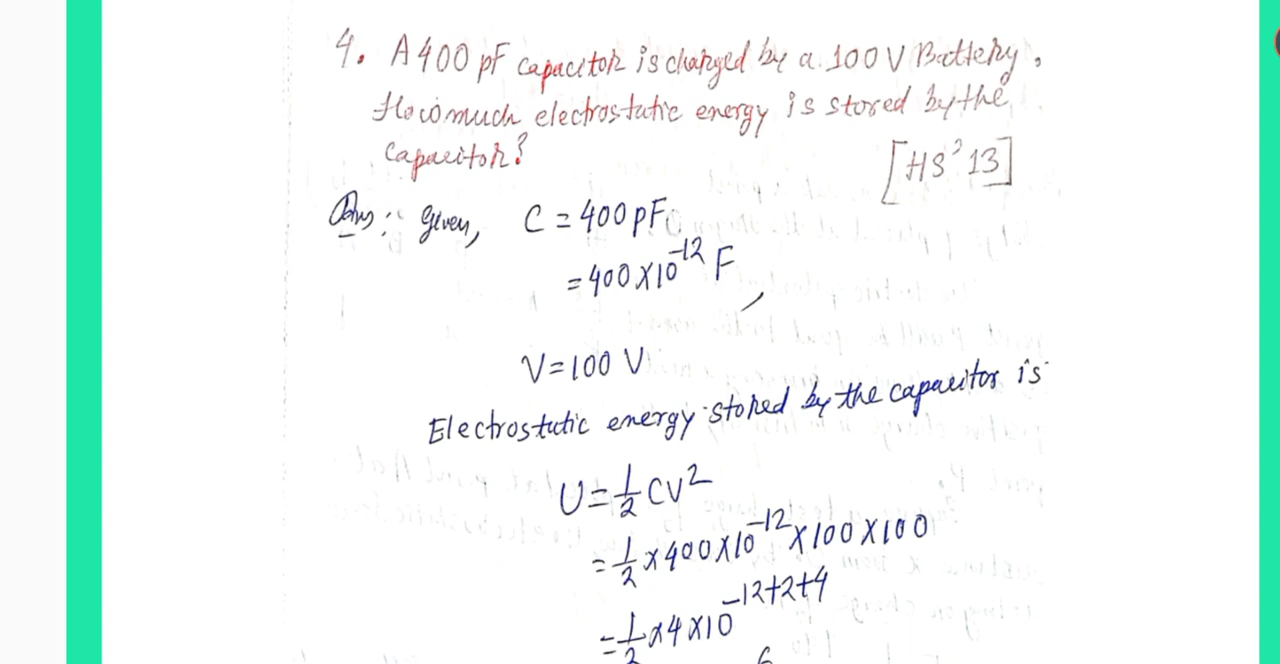 4. A 400 pF capacitor is charged by a 100 V Battery.
How much electrostatic energy is stored by the
Capacitor?
[HS'13]
Ans: Given, C = 400 pF
= 400 X 10⁻¹² F
V = 100 V
Electrostatic energy stored by the capacitor is
U = 1/2 CV²
= 1/2 X 400 X 10⁻¹² X 100 X 100
= 1/2 X 4 X 10⁻¹²⁺²⁺⁴